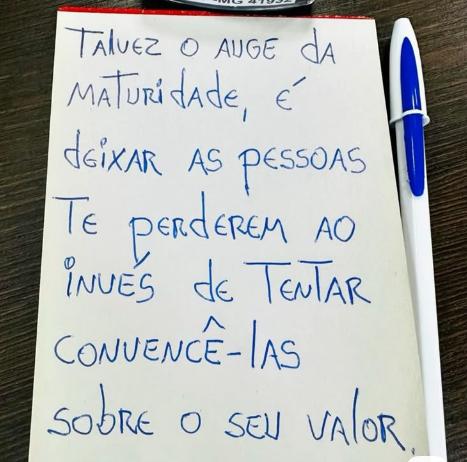 MG 41932
Talvez o auge da
maturidade, é
deixar as pessoas
te perderem ao
invés de tentar
convencê-las
sobre o seu valor.